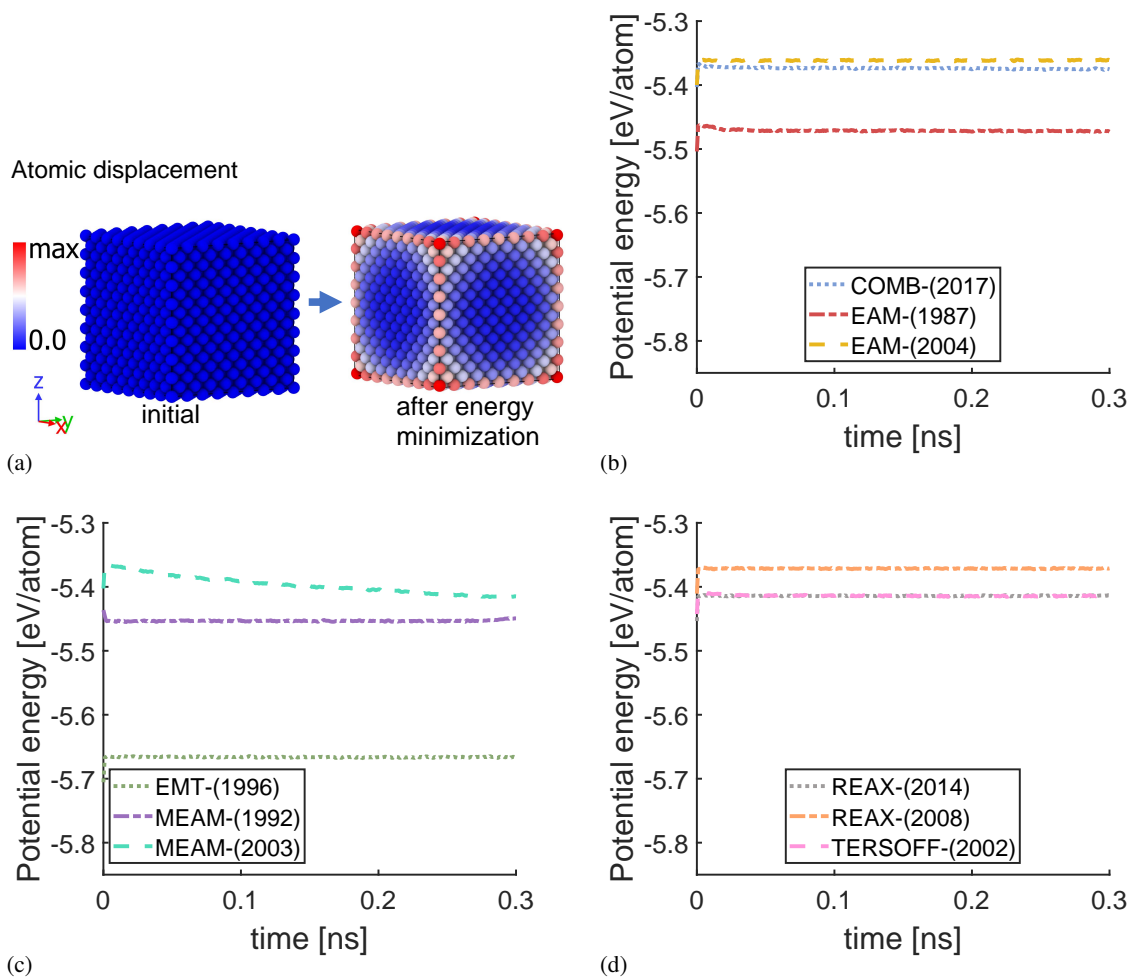 Atomic displacement
max
0.0
z
y
x
initial
after energy
minimization
(a)
Potential energy [eV/atom]
-5.3
-5.4
-5.5
-5.6
-5.7
-5.8
COMB-(2017)
EAM-(1987)
EAM-(2004)
0
0.1
0.2
0.3
time [ns]
(b)
Potential energy [eV/atom]
-5.3
-5.4
-5.5
-5.6
-5.7
-5.8
EMT-(1996)
MEAM-(1992)
MEAM-(2003)
0
0.1
0.2
0.3
time [ns]
(c)
Potential energy [eV/atom]
-5.3
-5.4
-5.5
-5.6
-5.7
-5.8
REAX-(2014)
REAX-(2008)
TERSOFF-(2002)
0
0.1
0.2
0.3
time [ns]
(d)